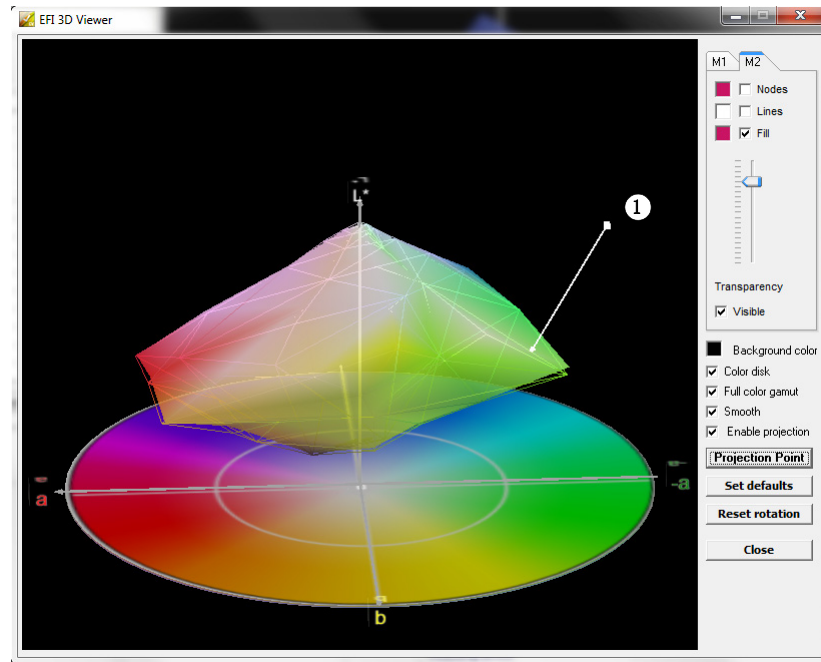 EFI 3D Viewer
M1 M2
Nodes
Lines
Fill
Transparency
Visible
Background color
Color disk
Full color gamut
Smooth
Enable projection
Projection Point
Set defaults
Reset rotation
Close
L*
1
a
-a
b